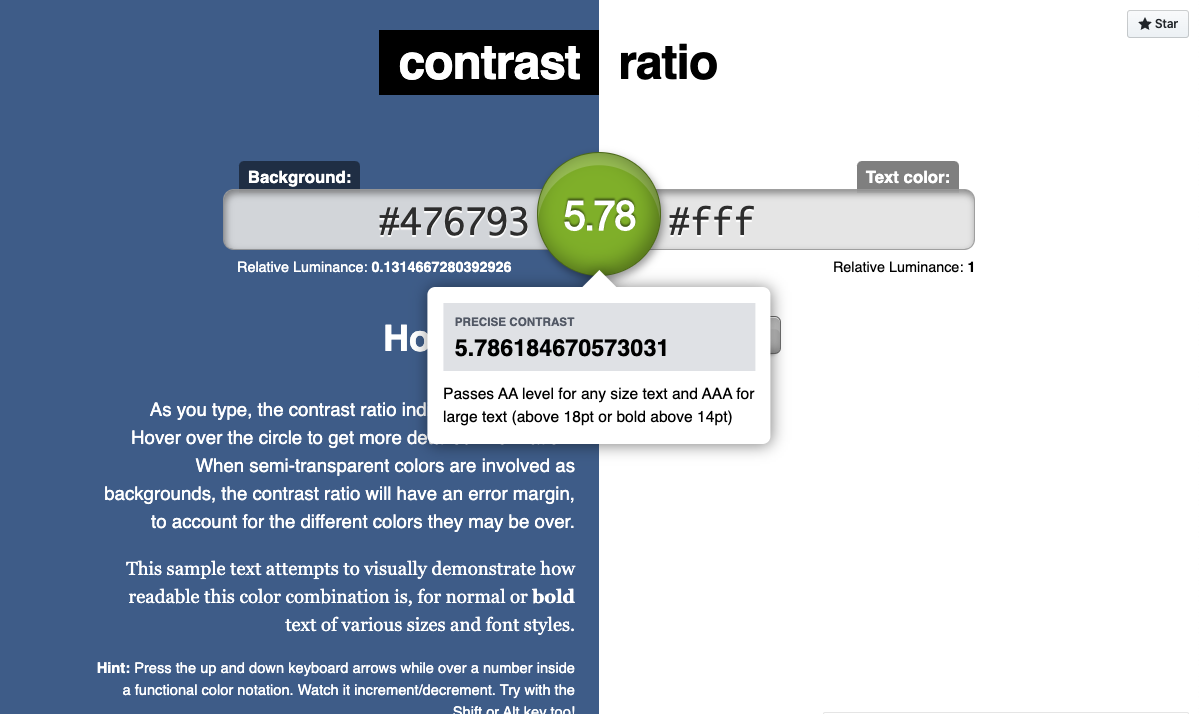 Star
contrast ratio
Background:
Text color:
#476793
5.78
#fff
Relative Luminance: 0.1314667280392926
Relative Luminance: 1
PRECISE CONTRAST
5.786184670573031
Passes AA level for any size text and AAA for
large text (above 18pt or bold above 14pt)
As you type, the contrast ratio
Hover over the circle to get more
When semi-transparent colors are involved as
backgrounds, the contrast ratio will have an error margin,
to account for the different colors they may be over.
This sample text attempts to visually demonstrate how
readable this color combination is, for normal or bold
text of various sizes and font styles.
Hint: Press the up and down keyboard arrows while over a number inside
a functional color notation. Watch it increment/decrement. Try with the
Shift or Alt key too!